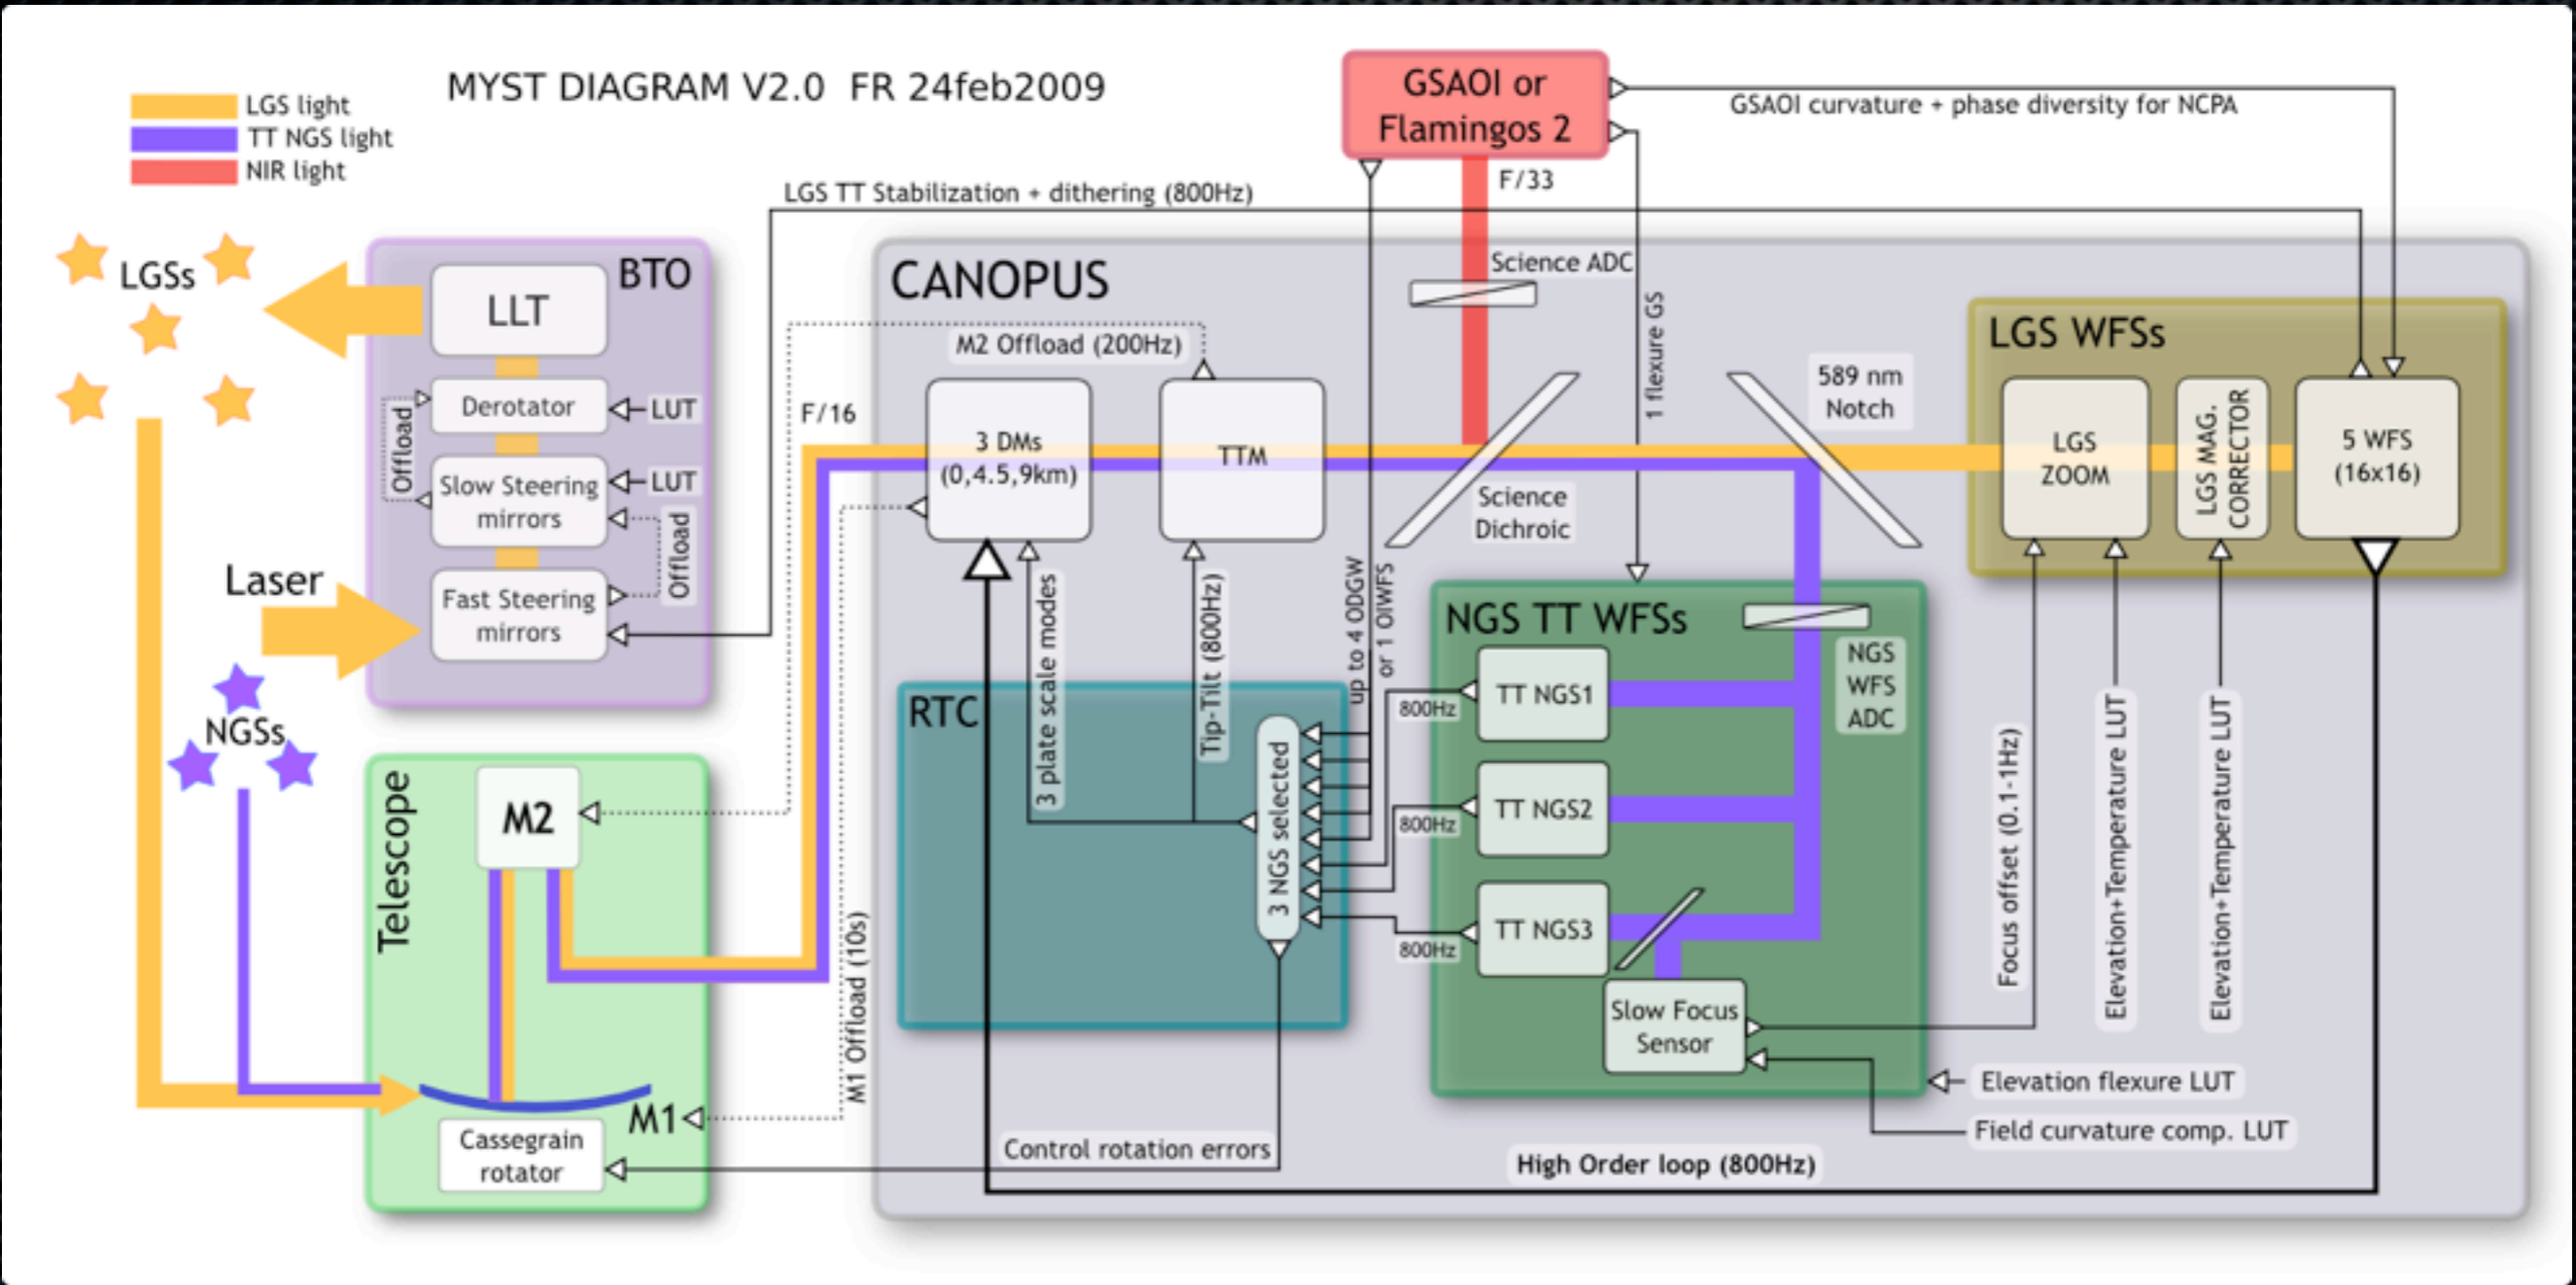 MYST DIAGRAM V2.0  FR 24feb2009
LGS light
TT NGS light
NIR light
GSAOI or
Flamingos 2
GSAOI curvature + phase diversity for NCPA
F/33
LGS TT Stabilization + dithering (800Hz)
LGSs
BTO
LLT
Derotator
LUT
Offload
Slow Steering
mirrors
LUT
Offload
Fast Steering
mirrors
Laser
NGSs
Telescope
M2
M1
Cassegrain
rotator
CANOPUS
Science ADC
M2 Offload (200Hz)
F/16
3 DMs
(0,4.5,9km)
TTM
1 flexure GS
Science
Dichroic
589 nm
Notch
LGS WFSs
LGS
ZOOM
LGS MAG.
CORRECTOR
5 WFS
(16x16)
up to 4 ODGW
or 1 OIWFS
3 plate scale modes
Tip-Tilt (800Hz)
RTC
3 NGS selected
NGS TT WFSs
NGS
WFS
ADC
TT NGS1
800Hz
TT NGS2
800Hz
TT NGS3
800Hz
Slow Focus
Sensor
Focus offset (0.1-1Hz)
Elevation+Temperature LUT
Elevation+Temperature LUT
M1 Offload (10s)
Elevation flexure LUT
Field curvature comp. LUT
Control rotation errors
High Order loop (800Hz)